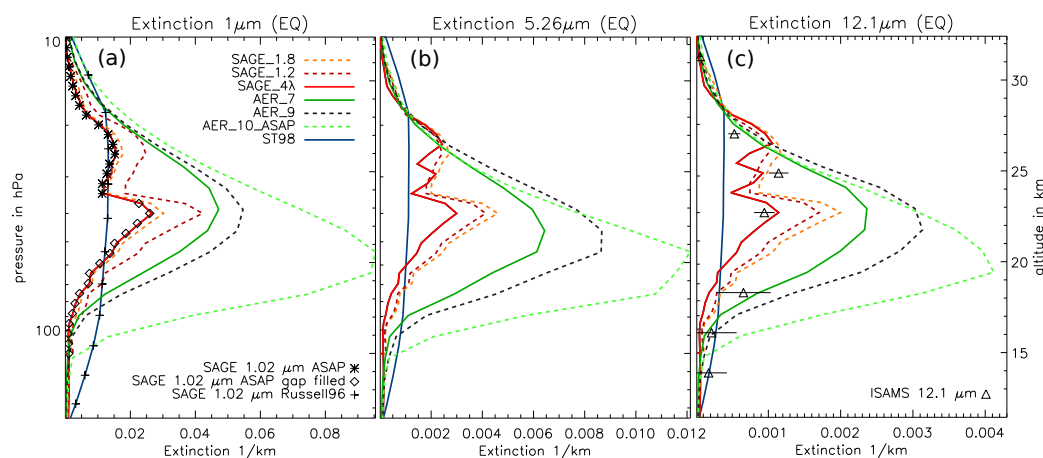 Extinction 1μm (EQ)
Extinction 5.26μm (EQ)
Extinction 12.1μm (EQ)
10
(a)
(b)
(c)
SAGE_1.8
SAGE_1.2
SAGE_4λ
AER_7
AER_9
AER_10_ASAP
ST98
30
25
20
15
pressure in hPa
altitude in km
100
SAGE 1.02 μm ASAP
SAGE 1.02 μm ASAP gap filled
SAGE 1.02 μm Russell96
ISAMS 12.1 μm
0.02 0.04 0.06 0.08
0.002 0.004 0.006 0.008 0.010 0.012
0.001 0.002 0.003 0.004
Extinction 1/km
Extinction 1/km
Extinction 1/km